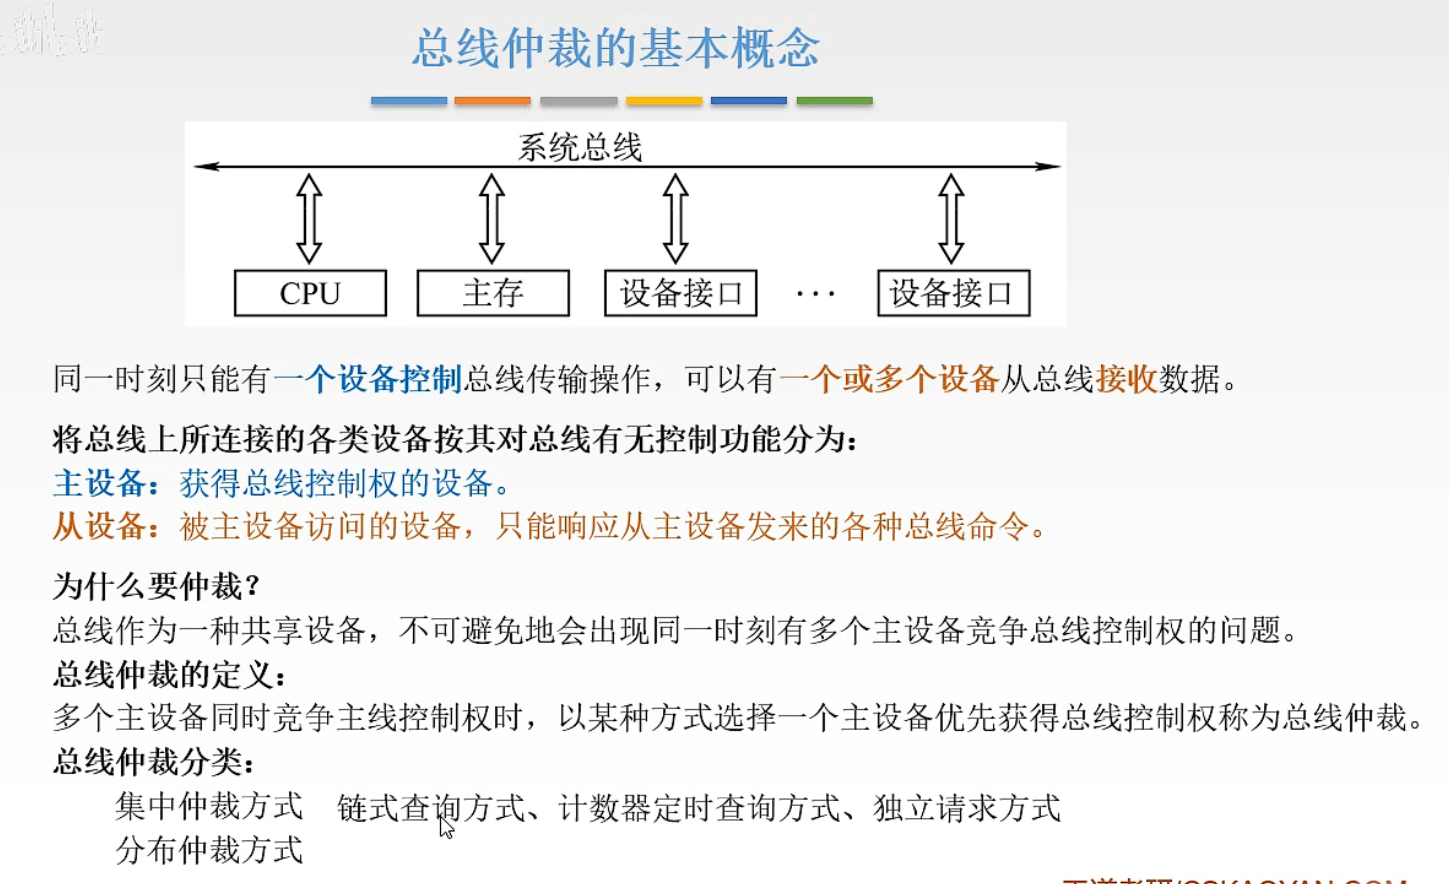 总线仲裁的基本概念
系统总线
CPU 主存 设备接口 ··· 设备接口
同一时刻只能有一个设备控制总线传输操作，可以有一个或多个设备从总线接收数据。
将总线上所连接的各类设备按其对总线有无控制功能分为：
主设备：获得总线控制权的设备。
从设备：被主设备访问的设备，只能响应从主设备发来的各种总线命令。
为什么要仲裁？
总线作为一种共享设备，不可避免地会出现同一时刻有多个主设备竞争总线控制权的问题。
总线仲裁的定义：
多个主设备同时竞争主线控制权时，以某种方式选择一个主设备优先获得总线控制权称为总线仲裁。
总线仲裁分类：
集中仲裁方式 链式查询方式、计数器定时查询方式、独立请求方式
分布仲裁方式